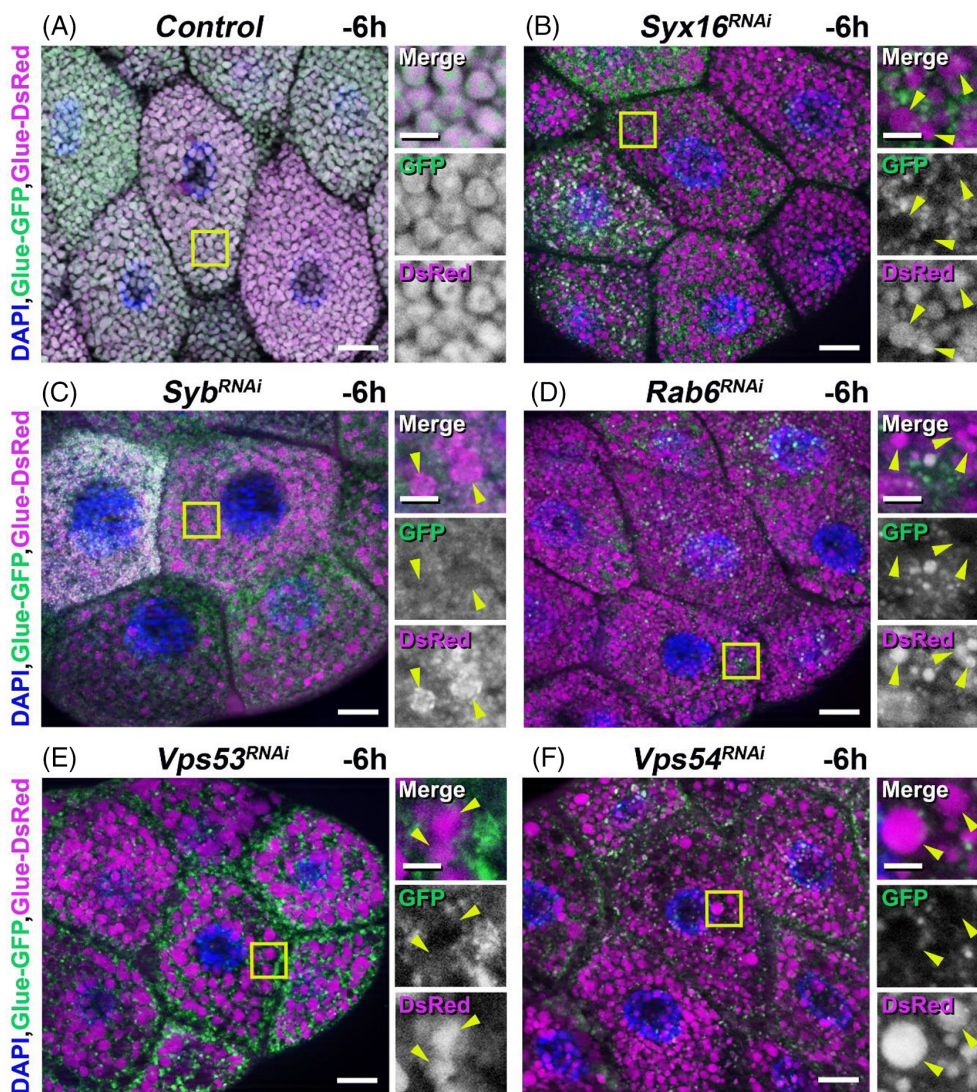 (A) Control -6h
DAPI,Glue-GFP,Glue-DsRed
Merge
GFP
DsRed
(B) Syx16RNAi -6h
Merge
GFP
DsRed
(C) SybRNAi -6h
DAPI,Glue-GFP,Glue-DsRed
Merge
GFP
DsRed
(D) Rab6RNAi -6h
Merge
GFP
DsRed
(E) Vps53RNAi -6h
DAPI,Glue-GFP,Glue-DsRed
Merge
GFP
DsRed
(F) Vps54RNAi -6h
Merge
GFP
DsRed